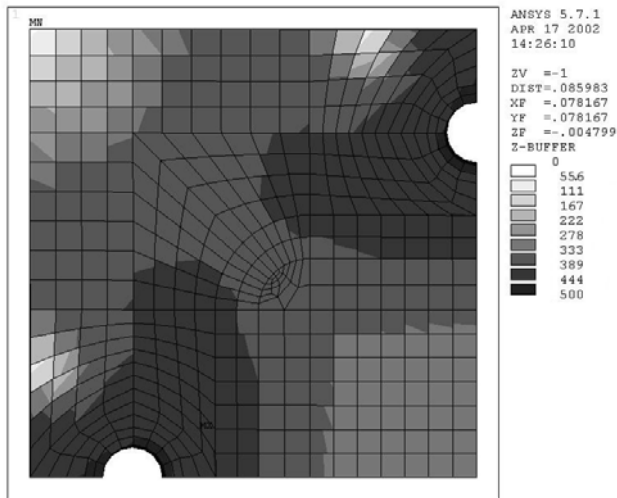 1
MN
ANSYS 5.7.1
APR 17 2002
14:26:10
ZV =-1
DIST=.085983
XF =.078167
YF =.078167
ZF =-.004799
Z-BUFFER
0
55.6
111
167
222
278
333
389
444
500